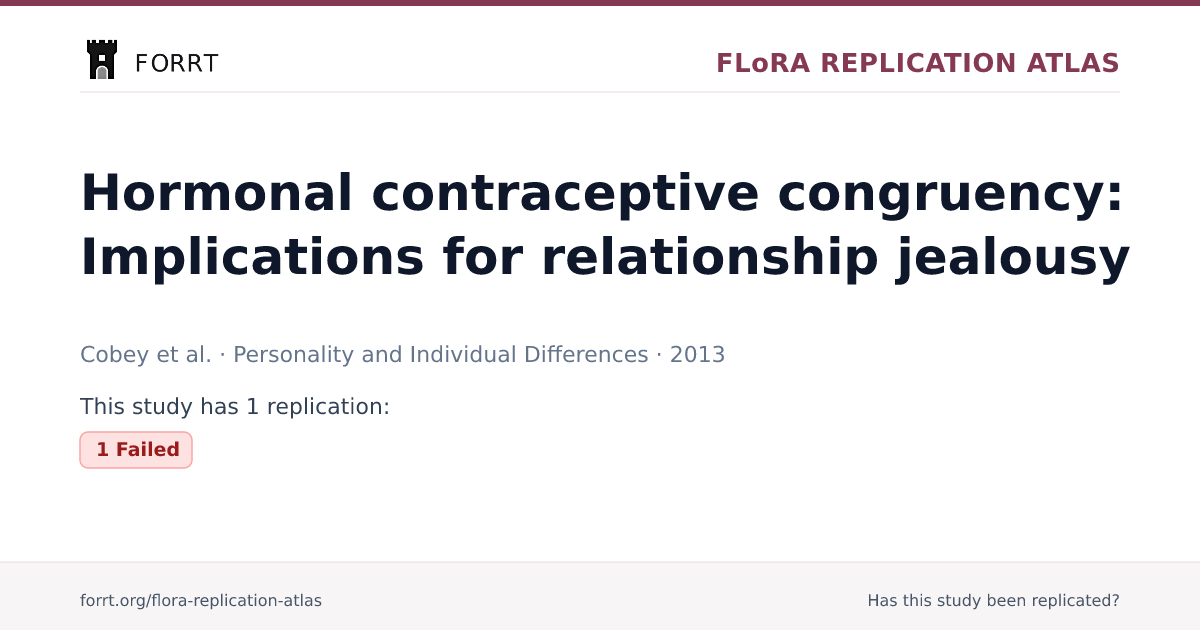 FORRT
FLoRA REPLICATION ATLAS
Hormonal contraceptive congruency:
Implications for relationship jealousy
Cobey et al. · Personality and Individual Differences · 2013
This study has 1 replication:
1 Failed
forrt.org/flora-replication-atlas
Has this study been replicated?